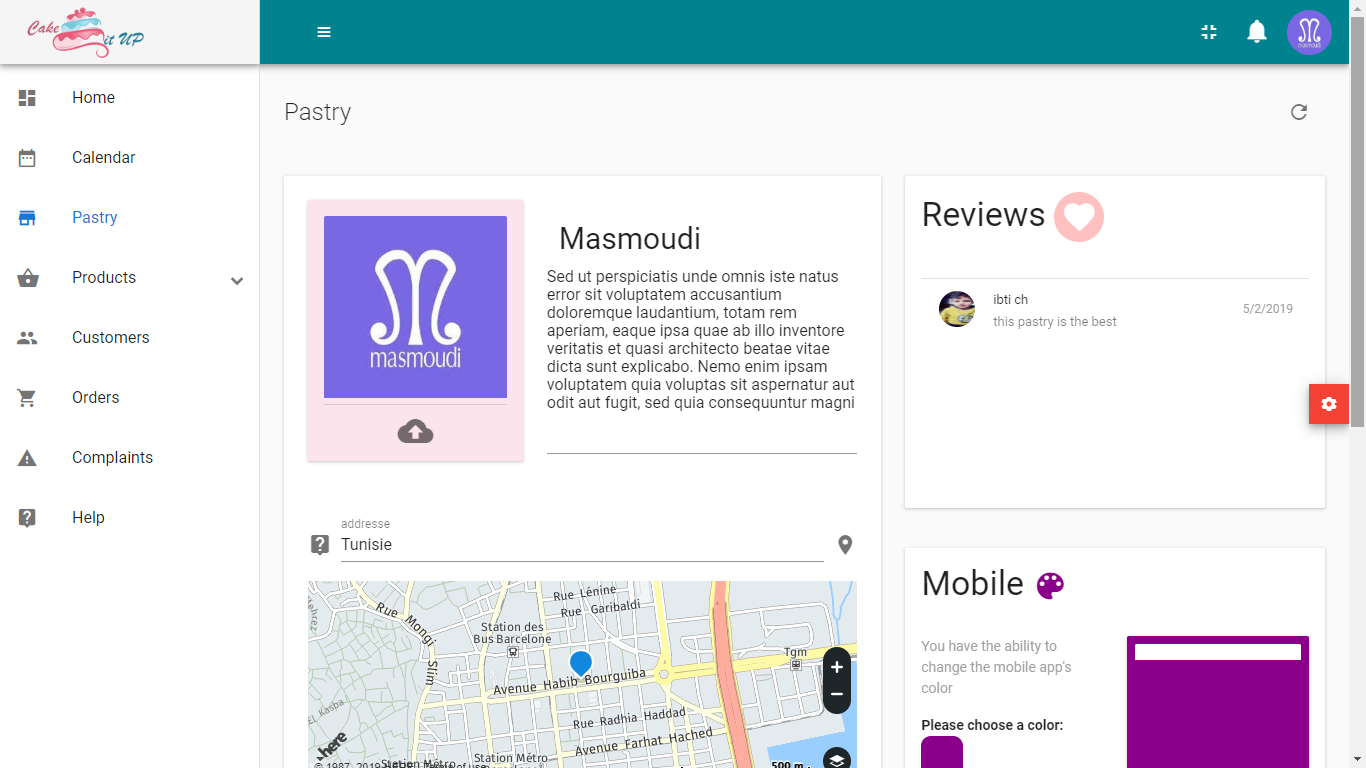 Cake
it UP
masmoudi
Home
Calendar
Pastry
Products
Customers
Orders
Complaints
Help
Pastry
masmoudi
Masmoudi
Sed ut perspiciatis unde omnis iste natus
error sit voluptatem accusantium
doloremque laudantium, totam rem
aperiam, eaque ipsa quae ab illo inventore
veritatis et quasi architecto beatae vitae
dicta sunt explicabo. Nemo enim ipsam
voluptatem quia voluptas sit aspernatur aut
odit aut fugit, sed quia consequuntur magni
addresse
Tunisie
Rue Lénine
Rue Garibaldi
Rue Mongi
Slim
Station des
Bus Barcelone
Tgm
Avenue Habib Bourguiba
El Kasba
Rue Radhia Haddad
Avenue Farhat Hached
here
Station Métro
Station Métro
500 m
Reviews
ibti ch
this pastry is the best
5/2/2019
Mobile
You have the ability to
change the mobile app's
color
Please choose a color: